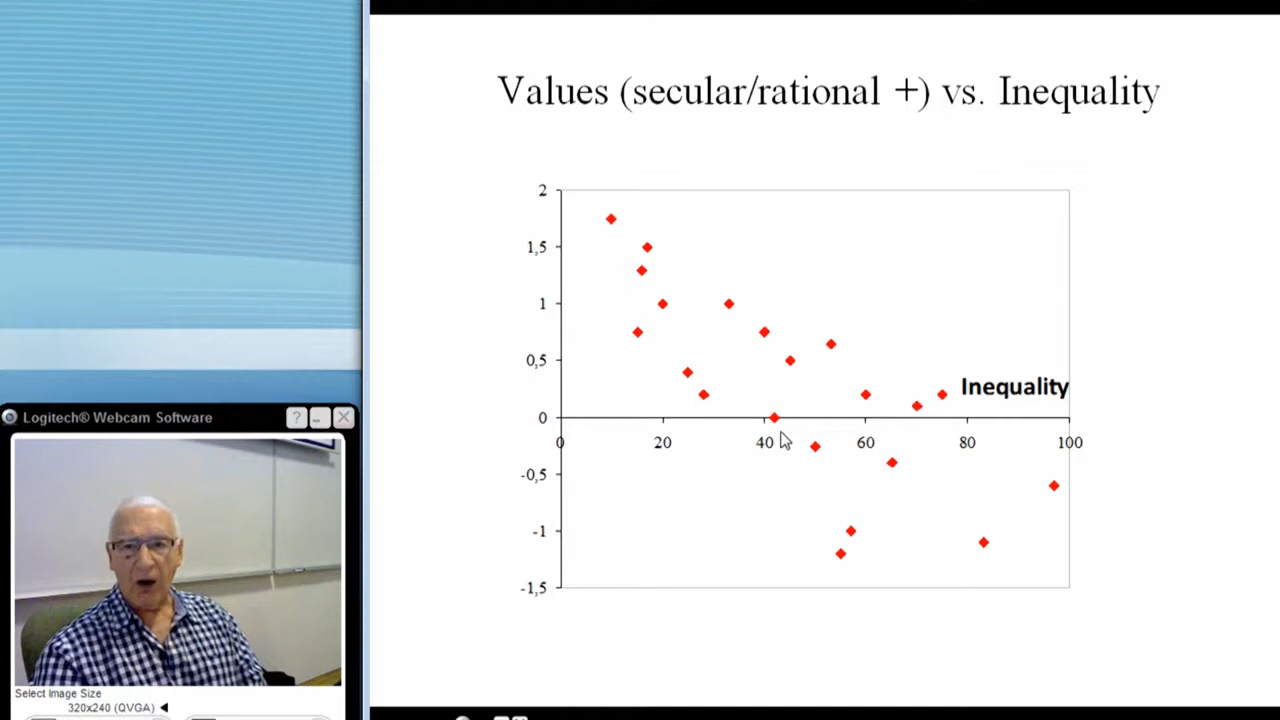 Values (secular/rational +) vs. Inequality
2
1,5
1
0,5
Inequality
0
0 20 40 60 80 100
-0,5
-1
-1,5
Logitech® Webcam Software
?
Select Image Size
320x240 (QVGA)